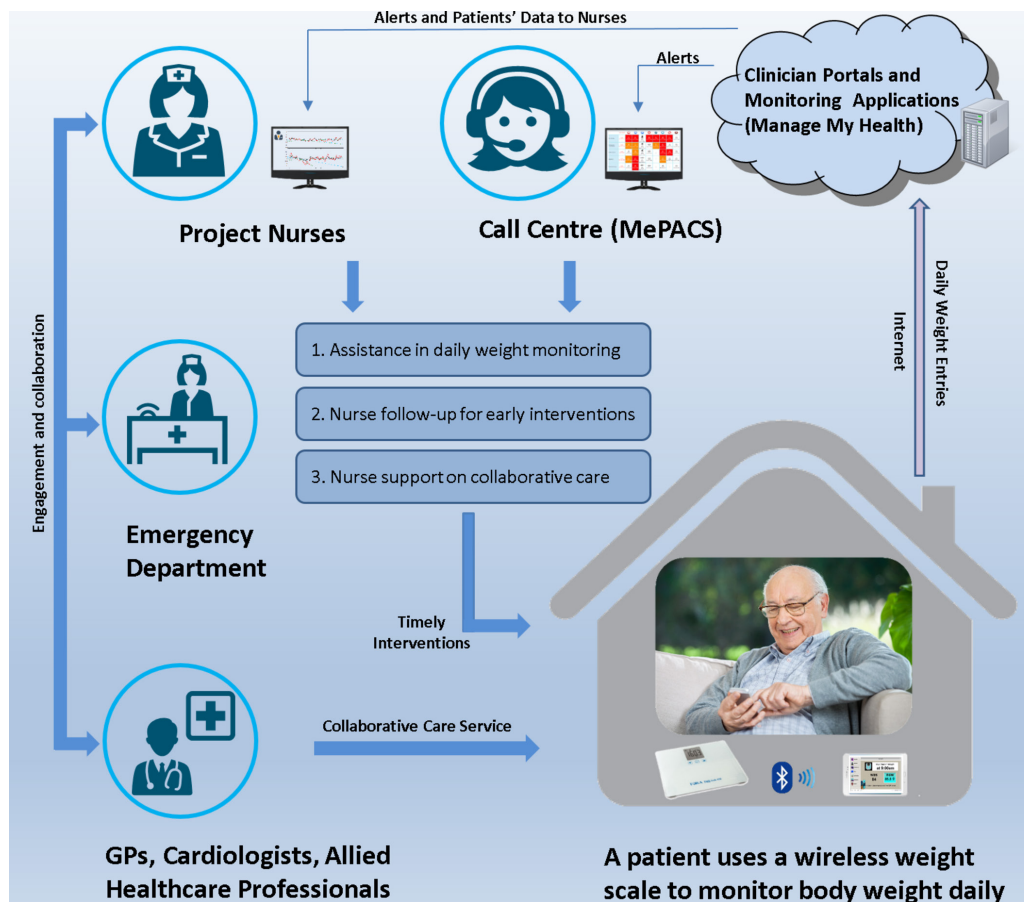 Alerts and Patients' Data to Nurses
Alerts
Clinician Portals and
Monitoring Applications
(Manage My Health)
Project Nurses
Call Centre (MePACS)
Engagement and collaboration
Daily Weight Entries
Internet
1. Assistance in daily weight monitoring
2. Nurse follow-up for early interventions
3. Nurse support on collaborative care
Emergency
Department
Timely
Interventions
Collaborative Care Service
GPs, Cardiologists, Allied
Healthcare Professionals
A patient uses a wireless weight
scale to monitor body weight daily